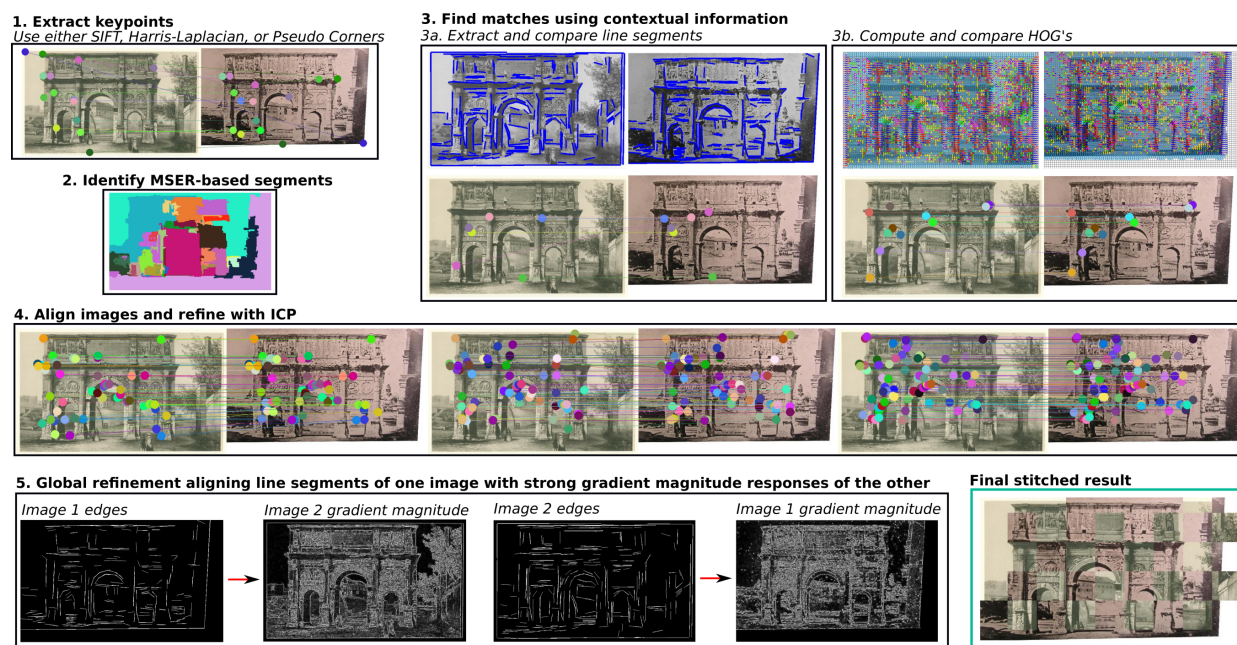 1. Extract keypoints
Use either SIFT, Harris-Laplacian, or Pseudo Corners
2. Identify MSER-based segments
3. Find matches using contextual information
3a. Extract and compare line segments
3b. Compute and compare HOG's
4. Align images and refine with ICP
5. Global refinement aligning line segments of one image with strong gradient magnitude responses of the other
Image 1 edges
Image 2 gradient magnitude
Image 2 edges
Image 1 gradient magnitude
Final stitched result